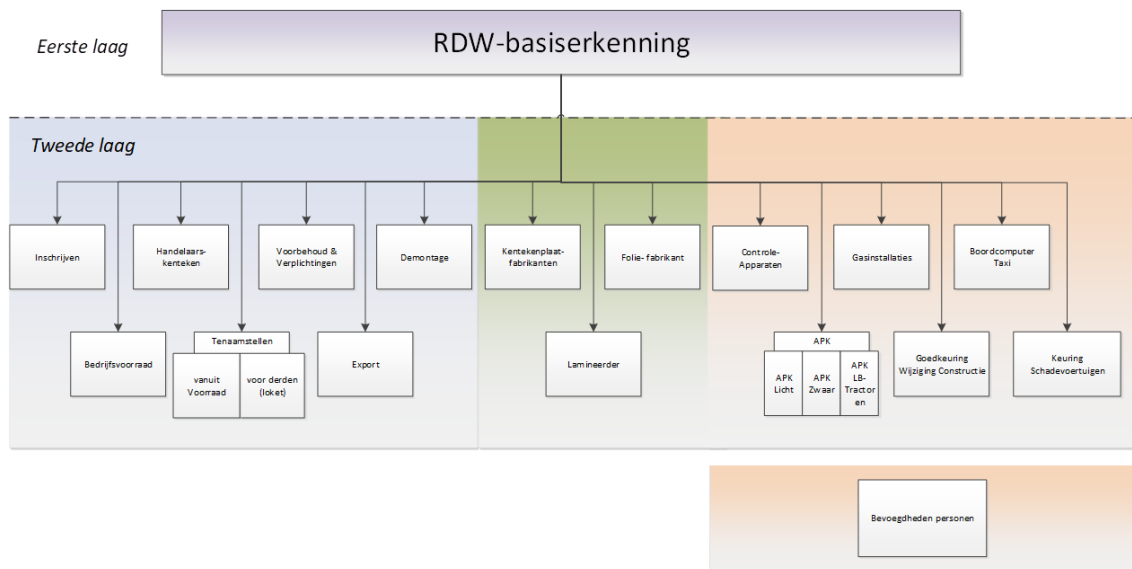 Eerste laag
RDW-basiserkenning
Tweede laag
Inschrijven
Handelaars-
kenteken
Voorbehoud &
Verplichtingen
Demontage
Kentekenplaat-
fabrikanten
Folie- fabrikant
Controle-
Apparaten
Gasinstallaties
Boordcomputer
Taxi
Bedrijfsvoorraad
Tenaamstellen
vanuit
Voorraad
voor derden
(loket)
Export
Lamineerder
APK
APK
Licht
APK
Zwaar
APK
LB-
Tractor
en
Goedkeuring
Wijziging Constructie
Keuring
Schadevoertuigen
Bevoegdheden personen